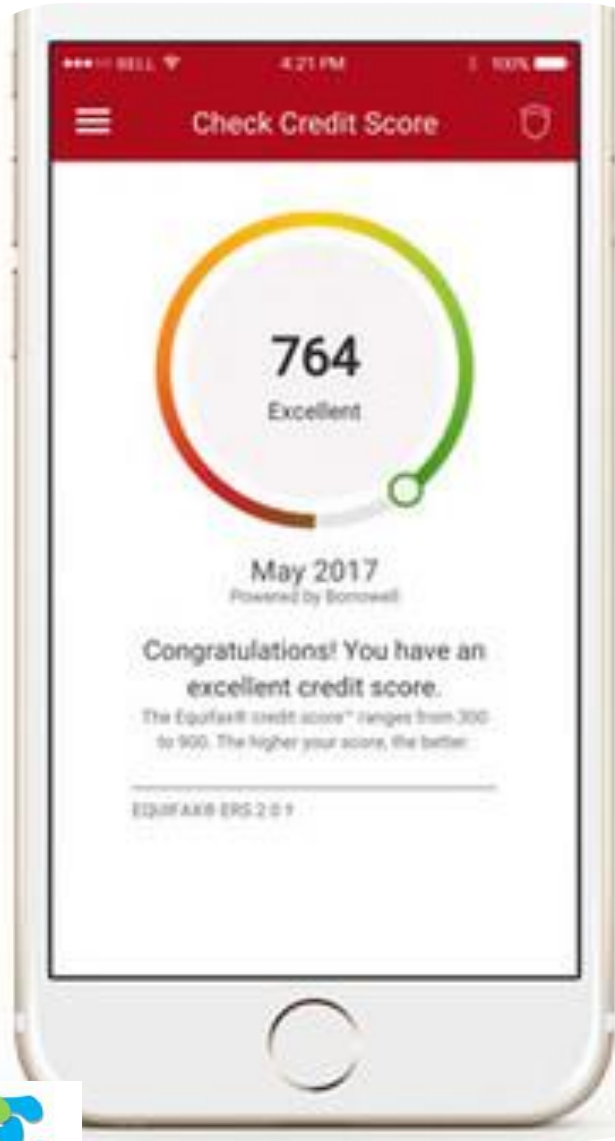 BELL 4:21 PM 100%
Check Credit Score
764
Excellent
May 2017
Powered by Borrowell
Congratulations! You have an
excellent credit score.
The Equifax® credit score™ ranges from 300
to 900. The higher your score, the better.
EQUIFAX® ERS 2 0